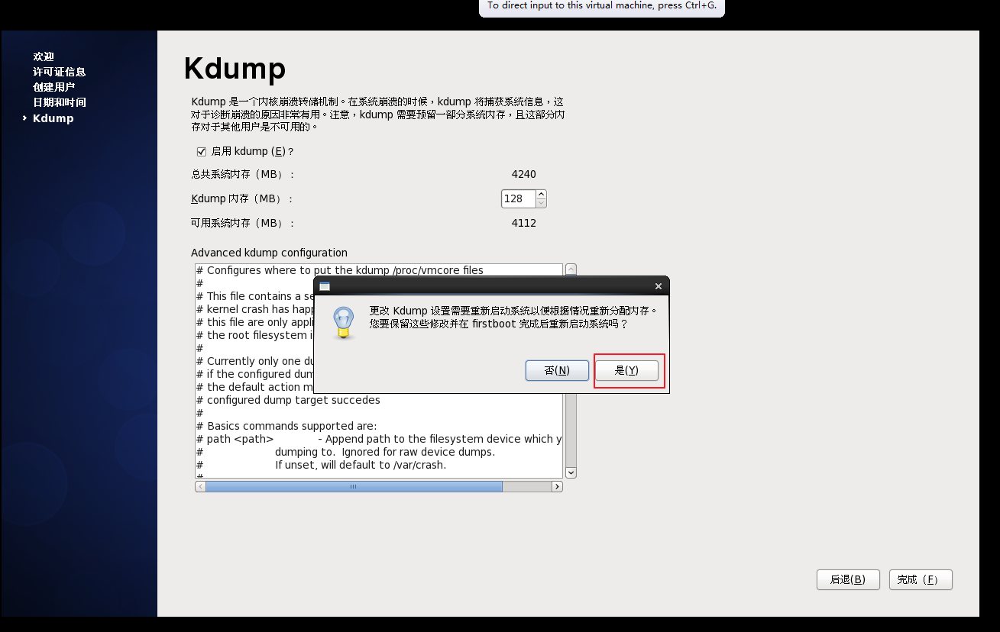 To direct input to this virtual machine, press Ctrl+G.
欢迎
许可证信息
创建用户
日期和时间
Kdump
Kdump
Kdump 是一个内核崩溃转储机制。在系统崩溃的时候，kdump 将捕获系统信息，这
对于诊断崩溃的原因非常有用。注意，kdump 需要预留一部分系统内存，且这部分内
存对于其他用户是不可用的。
启用 kdump (E)？
总共系统内存（MB）： 4240
Kdump 内存（MB）： 128
可用系统内存（MB）： 4112
Advanced kdump configuration
# Configures where to put the kdump /proc/vmcore files
#
# This file contains a se
# kernel crash has happ
# this file are only appli
# the root filesystem i
#
# Currently only one du
# if the configured dum
# the default action m
# configured dump target succedes
#
# Basics commands supported are:
# path <path> - Append path to the filesystem device which y
# dumping to. Ignored for raw device dumps.
# If unset, will default to /var/crash.
#
更改 Kdump 设置需要重新启动系统以便根据情况重新分配内存。
您要保留这些修改并在 firstboot 完成后重新启动系统吗？
否(N) 是(Y)
后退(B) 完成（F）